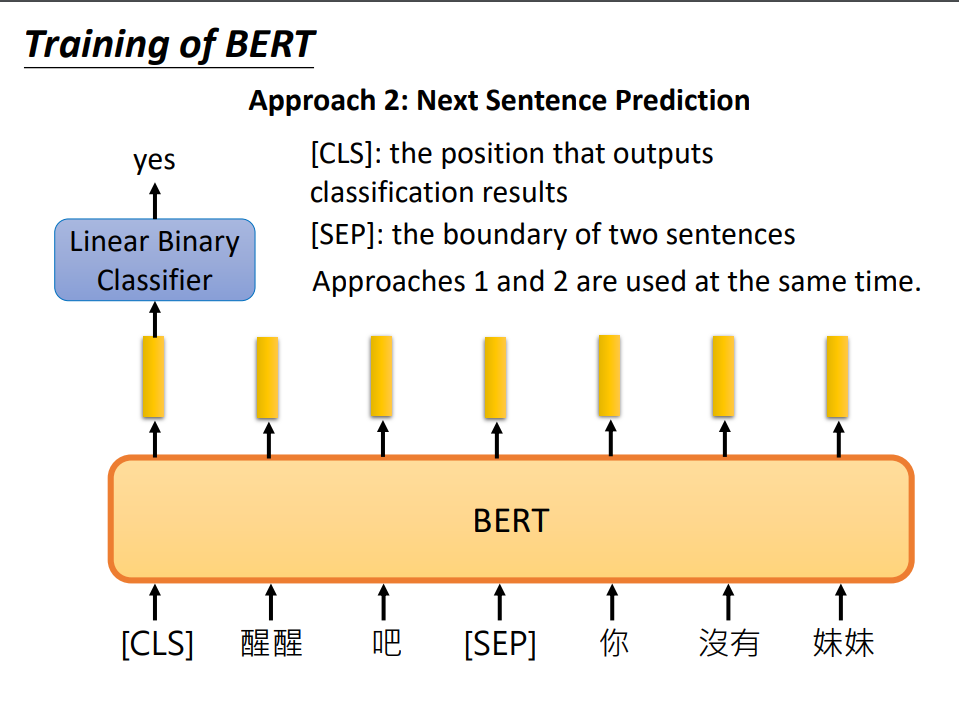 Training of BERT
Approach 2: Next Sentence Prediction
yes
[CLS]: the position that outputs
classification results
[SEP]: the boundary of two sentences
Approaches 1 and 2 are used at the same time.
Linear Binary
Classifier
BERT
[CLS] 醒醒 吧 [SEP] 你 沒有 妹妹